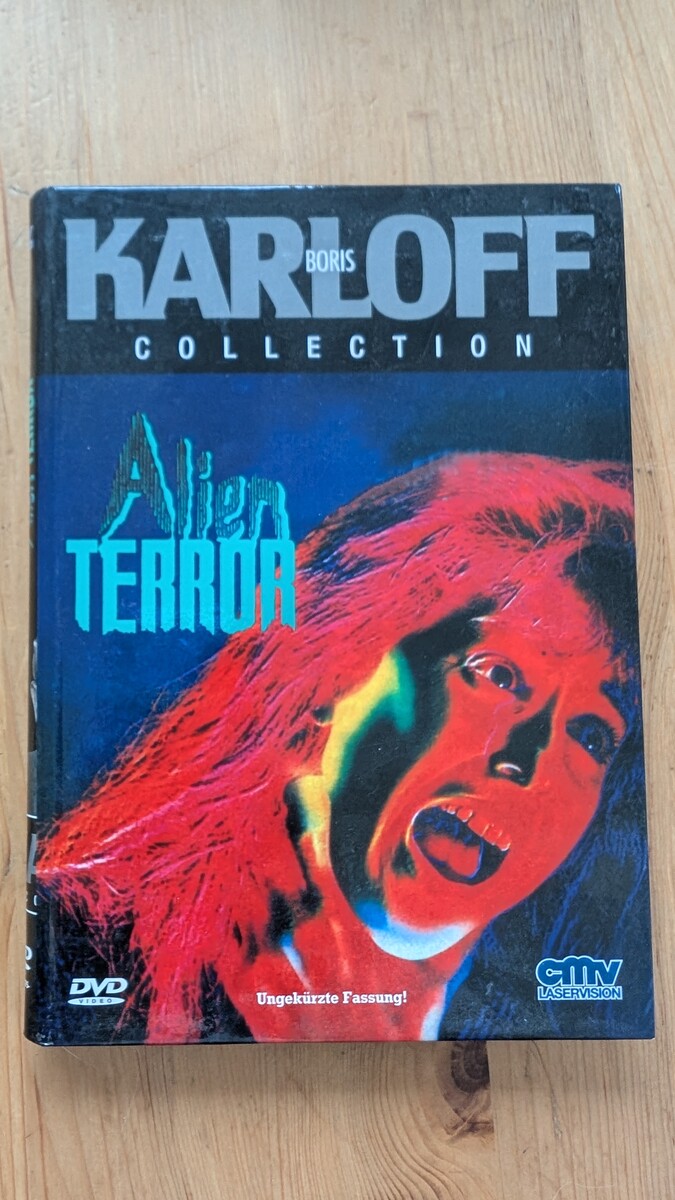 KARLOFF
BORIS
COLLECTION
Alien
TERROR
DVD
VIDEO
Ungekürzte Fassung!
cmv
LASERVISION